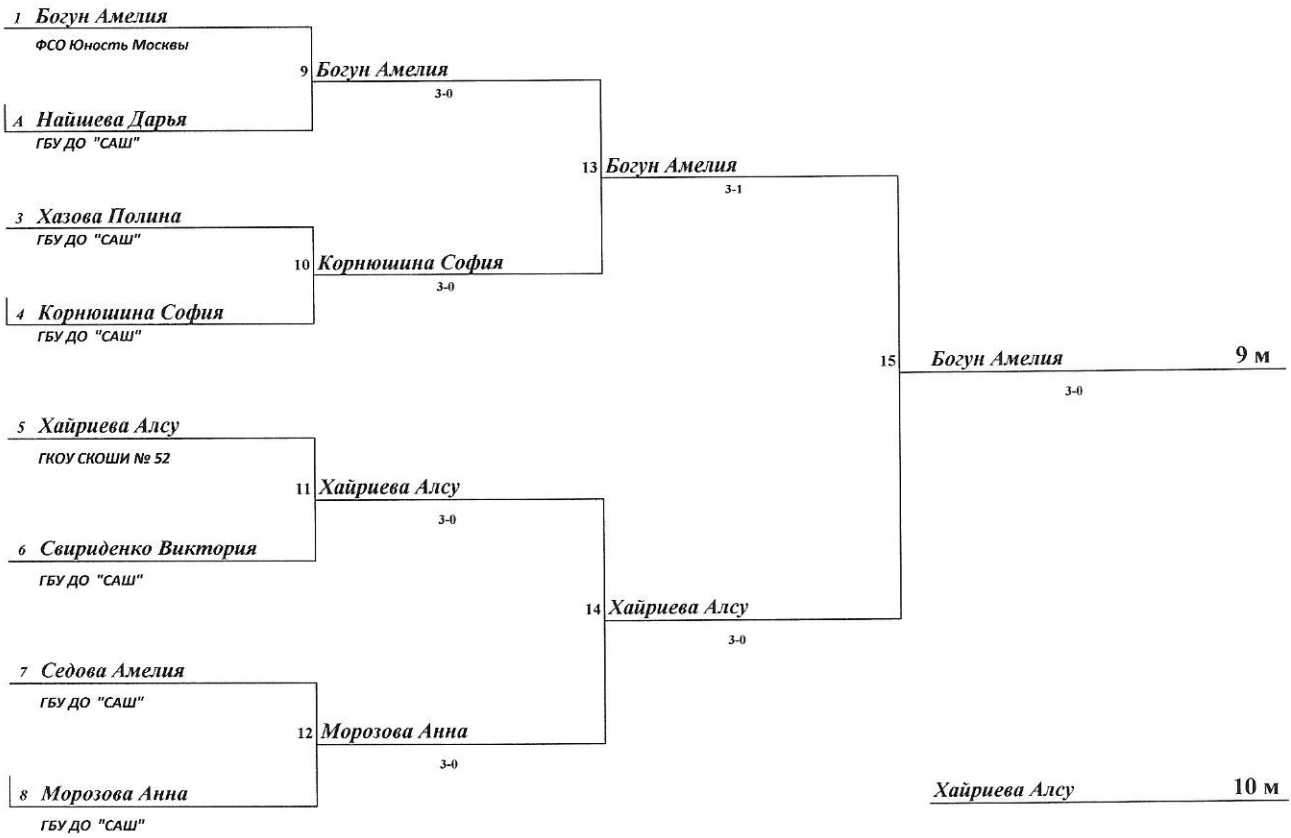 1 Богун Амелия
ФСО Юность Москвы
9 Богун Амелия
3-0
А Найшева Дарья
ГБУ ДО "САШ"
13 Богун Амелия
3-1
3 Хазова Полина
ГБУ ДО "САШ"
10 Корнюшина София
3-0
4 Корнюшина София
ГБУ ДО "САШ"
15 Богун Амелия 9 м
3-0
5 Хайриева Алсу
ГКОУ СКОШИ № 52
11 Хайриева Алсу
3-0
6 Свириденко Виктория
ГБУ ДО "САШ"
14 Хайриева Алсу
3-0
7 Седова Амелия
ГБУ ДО "САШ"
12 Морозова Анна
3-0
8 Морозова Анна
ГБУ ДО "САШ"
Хайриева Алсу 10 м